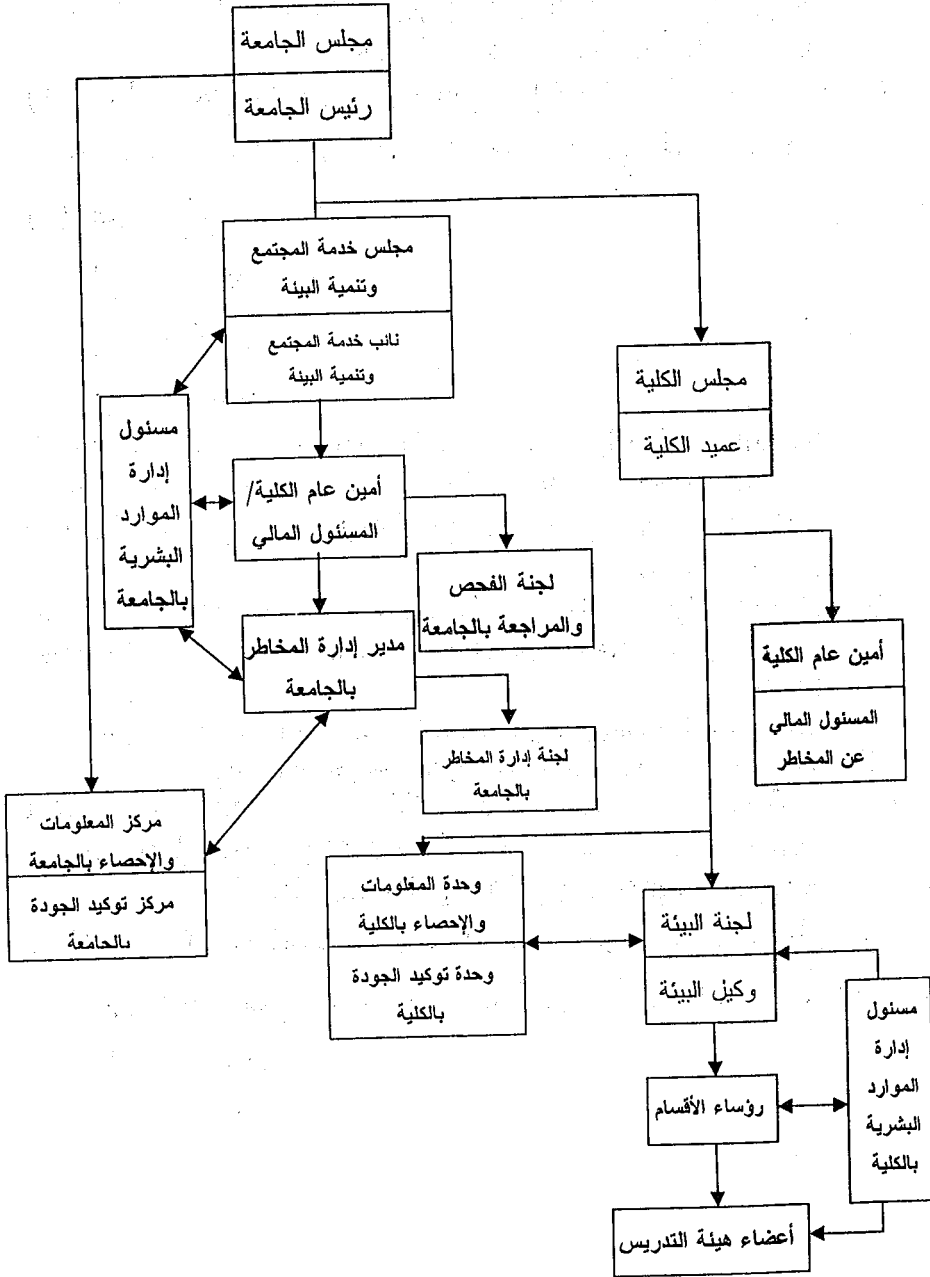 مجلس الجامعة
رئيس الجامعة
مجلس خدمة المجتمع
وتنمية البيئة
نائب خدمة المجتمع
وتنمية البيئة
مجلس الكلية
عميد الكلية
مسئول
إدارة
الموارد
البشرية
بالجامعة
أمين عام الكلية/
المسئول المالي
لجنة الفحص
والمراجعة بالجامعة
مدير إدارة المخاطر
بالجامعة
أمين عام الكلية
المسئول المالي
عن المخاطر
لجنة إدارة المخاطر
بالجامعة
مركز المعلومات
والإحصاء بالجامعة
مركز توكيد الجودة
بالجامعة
وحدة المعلومات
والإحصاء بالكلية
وحدة توكيد الجودة
بالكلية
لجنة البيئة
وكيل البيئة
مسئول
إدارة
الموارد
البشرية
بالكلية
رؤساء الأقسام
أعضاء هيئة التدريس